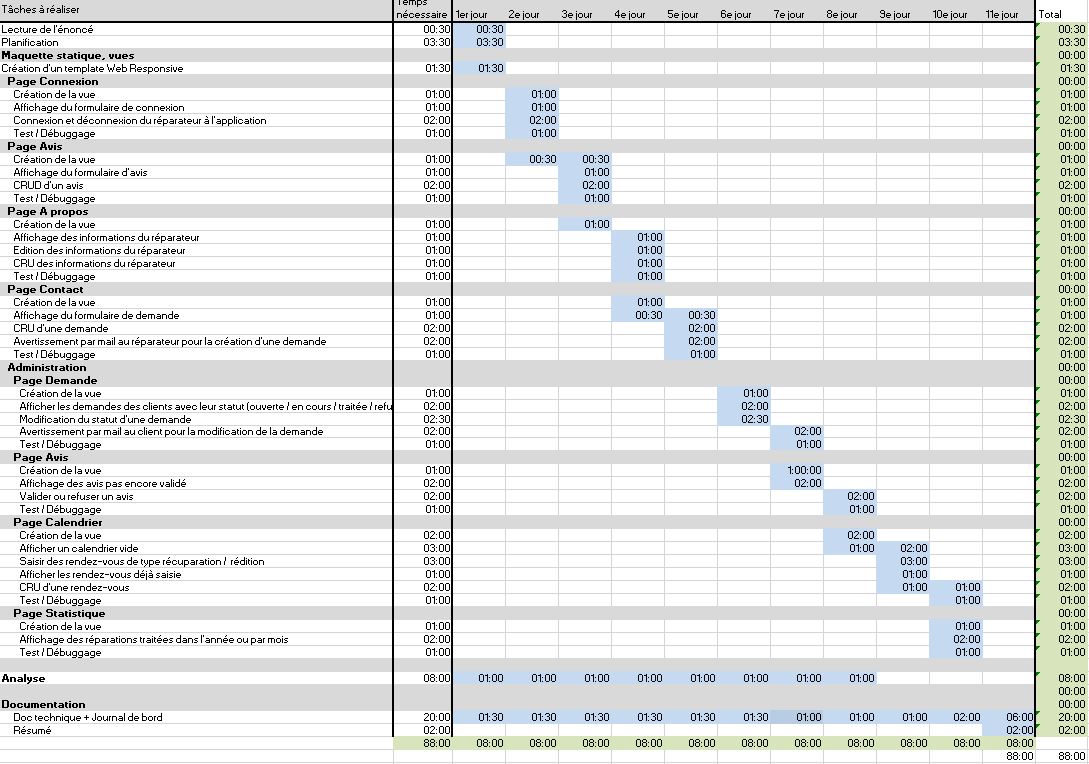 Tâches à réaliser Temps nécessaire 1er jour 2e jour 3e jour 4e jour 5e jour 6e jour 7e jour 8e jour 9e jour 10e jour 11e jour Total
Lecture de l'énoncé 00:30 00:30 00:30
Planification 03:30 03:30 03:30
Maquette statique, vues 00:00
Création d'un template Web Responsive 01:30 01:30 01:30
Page Connexion 00:00
Création de la vue 01:00 01:00 01:00
Affichage du formulaire de connexion 01:00 01:00 01:00
Connexion et déconnexion du réparateur à l'application 02:00 02:00 02:00
Test / Débuggage 01:00 01:00 01:00
Page Avis 00:00
Création de la vue 01:00 00:30 00:30 01:00
Affichage du formulaire d'avis 01:00 01:00 01:00
CRUD d'un avis 02:00 02:00 02:00
Test / Débuggage 01:00 01:00 01:00
Page A propos 00:00
Création de la vue 01:00 01:00 01:00
Affichage des informations du réparateur 01:00 01:00 01:00
Edition des informations du réparateur 01:00 01:00 01:00
CRU des informations du réparateur 01:00 01:00 01:00
Test / Débuggage 01:00 01:00 01:00
Page Contact 00:00
Création de la vue 01:00 01:00 01:00
Affichage du formulaire de demande 01:00 00:30 00:30 01:00
CRU d'une demande 02:00 02:00 02:00
Avertissement par mail au réparateur pour la création d'une demande 02:00 02:00 02:00
Test / Débuggage 01:00 01:00 01:00
Administration 00:00
Page Demande 00:00
Création de la vue 01:00 01:00 01:00
Afficher les demandes des clients avec leur statut (ouverte / en cours / traitée / refu 02:00 02:00 02:00
Modification du statut d'une demande 02:30 02:30 02:30
Avertissement par mail au client pour la modification de la demande 02:00 02:00 02:00
Test / Débuggage 01:00 01:00 01:00
Page Avis 00:00
Création de la vue 01:00 1:00:00 01:00
Affichage des avis pas encore validé 02:00 02:00 02:00
Valider ou refuser un avis 02:00 02:00 02:00
Test / Débuggage 01:00 01:00 01:00
Page Calendrier 00:00
Création de la vue 02:00 02:00 02:00
Afficher un calendrier vide 03:00 01:00 02:00 03:00
Saisir des rendez-vous de type récuparation / rédition 03:00 03:00 03:00
Afficher les rendez-vous déjà saisie 01:00 01:00 01:00
CRU d'une rendez-vous 02:00 01:00 01:00 02:00
Test / Débuggage 01:00 01:00 01:00
Page Statistique 00:00
Création de la vue 01:00 01:00 01:00
Affichage des réparations traitées dans l'année ou par mois 02:00 02:00 02:00
Test / Débuggage 01:00 01:00 01:00
Analyse 08:00 01:00 01:00 01:00 01:00 01:00 01:00 01:00 01:00 08:00
00:00
Documentation 00:00
Doc technique + Journal de bord 20:00 01:30 01:30 01:30 01:30 01:30 01:30 01:00 01:00 01:00 02:00 06:00 20:00
Résumé 02:00 02:00 02:00
88:00 08:00 08:00 08:00 08:00 08:00 08:00 08:00 08:00 08:00 08:00 08:00
88:00 88:00